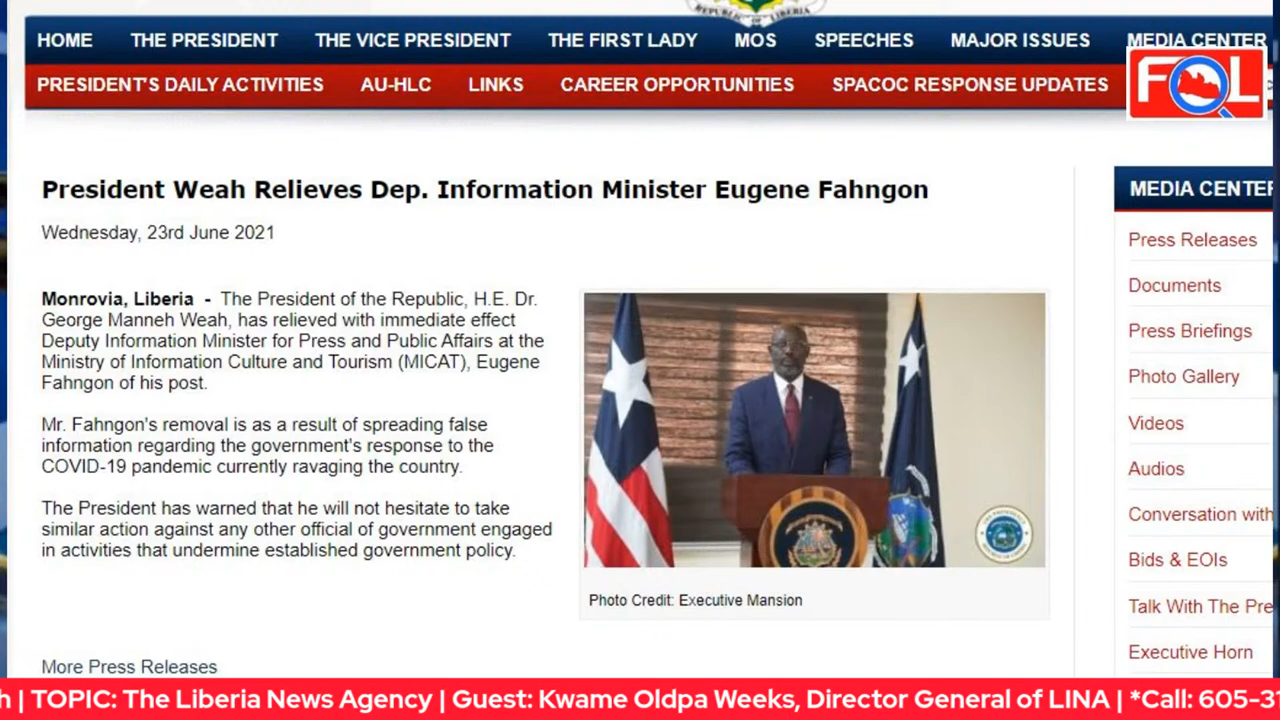 REPUBLIC OF LIBERIA
HOME THE PRESIDENT THE VICE PRESIDENT THE FIRST LADY MOS SPEECHES MAJOR ISSUES MEDIA CENTER
PRESIDENT'S DAILY ACTIVITIES AU-HLC LINKS CAREER OPPORTUNITIES SPACOC RESPONSE UPDATES
FOL
President Weah Relieves Dep. Information Minister Eugene Fahngon
Wednesday, 23rd June 2021
Monrovia, Liberia - The President of the Republic, H.E. Dr.
George Manneh Weah, has relieved with immediate effect
Deputy Information Minister for Press and Public Affairs at the
Ministry of Information Culture and Tourism (MICAT), Eugene
Fahngon of his post.
Mr. Fahngon's removal is as a result of spreading false
information regarding the government's response to the
COVID-19 pandemic currently ravaging the country.
The President has warned that he will not hesitate to take
similar action against any other official of government engaged
in activities that undermine established government policy.
Photo Credit: Executive Mansion
More Press Releases
MEDIA CENTER
Press Releases
Documents
Press Briefings
Photo Gallery
Videos
Audios
Conversation with
Bids & EOIs
Talk With The Pre
Executive Horn
h | TOPIC: The Liberia News Agency | Guest: Kwame Oldpa Weeks, Director General of LINA | *Call: 605-31